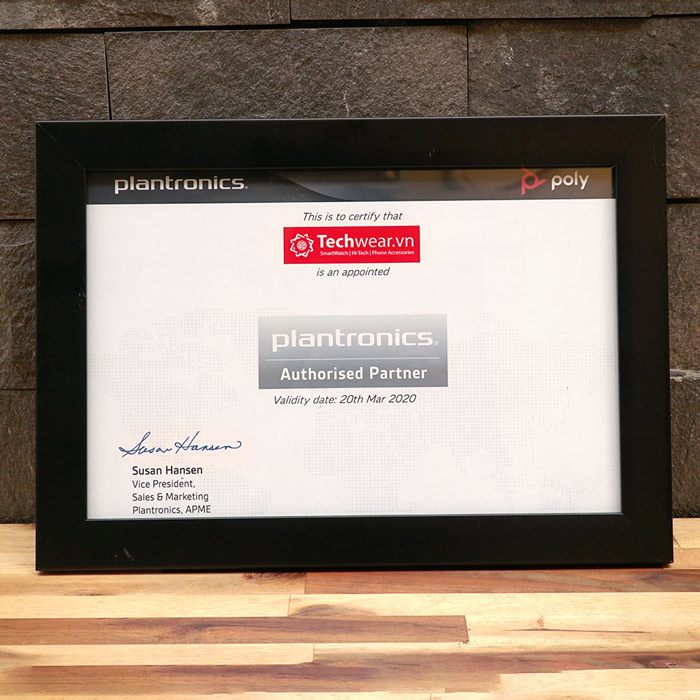 plantronics.
poly
This is to certify that
Techwear.vn
SmartWatch | Hi-Tech | Phone Accessories
is an appointed
plantronics.
Authorised Partner
Validity date: 20th Mar 2020
Susan Hansen
Susan Hansen
Vice President,
Sales & Marketing
Plantronics, APME